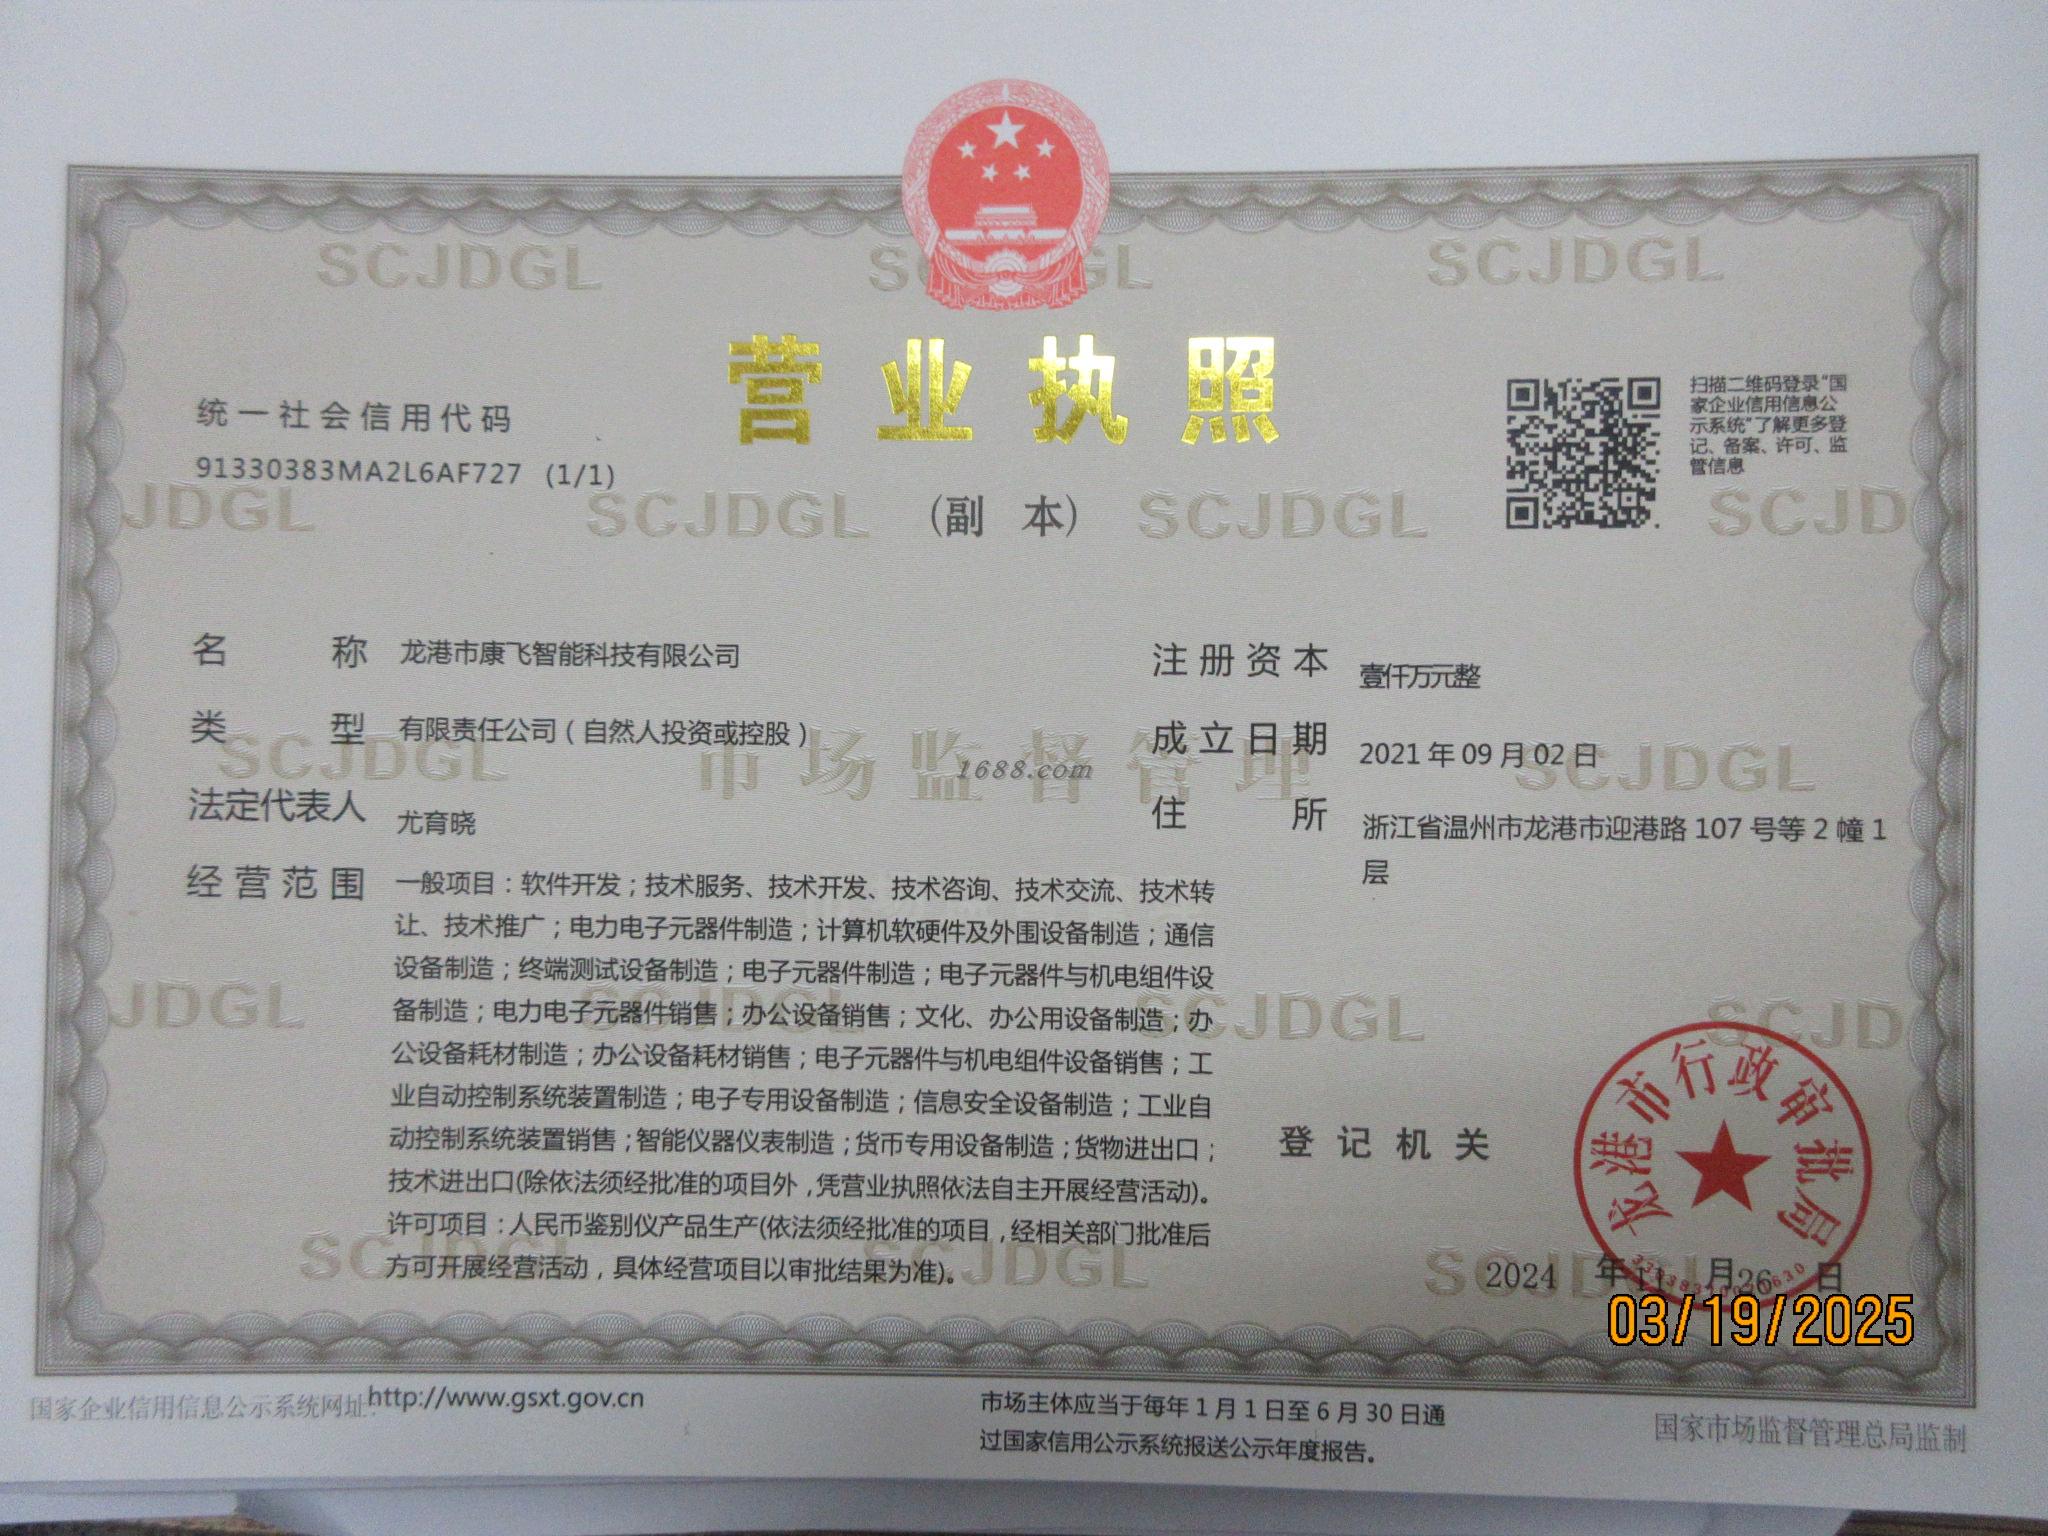 营业执照
(副 本)
统一社会信用代码
91330383MA2L6AF727 (1/1)
扫描二维码登录“国
家企业信用信息公
示系统”了解更多登
记、备案、许可、监
管信息
名 称 龙港市康飞智能科技有限公司
类 型 有限责任公司（自然人投资或控股）
法定代表人 尤育晓
经营范围 一般项目：软件开发；技术服务、技术开发、技术咨询、技术交流、技术转
让、技术推广；电力电子元器件制造；计算机软硬件及外围设备制造；通信
设备制造；终端测试设备制造；电子元器件制造；电子元器件与机电组件设
备制造；电力电子元器件销售；办公设备销售；文化、办公用设备制造；办
公设备耗材制造；办公设备耗材销售；电子元器件与机电组件设备销售；工
业自动控制系统装置制造；电子专用设备制造；信息安全设备制造；工业自
动控制系统装置销售；智能仪器仪表制造；货币专用设备制造；货物进出口；
技术进出口(除依法须经批准的项目外，凭营业执照依法自主开展经营活动)。
许可项目：人民币鉴别仪产品生产(依法须经批准的项目，经相关部门批准后
方可开展经营活动，具体经营项目以审批结果为准)。
注册资本 壹仟万元整
成立日期 2021年09月02日
住 所 浙江省温州市龙港市迎港路107号等2幢1
层
登记机关
龙港市行政审批局
2024 年 月26 日
03/19/2025
国家企业信用信息公示系统网址:http://www.gsxt.gov.cn
市场主体应当于每年1月1日至6月30日通
过国家信用公示系统报送公示年度报告。
国家市场监督管理总局监制
SCJDGL
SCJDGL
市场监督管理
1688.com